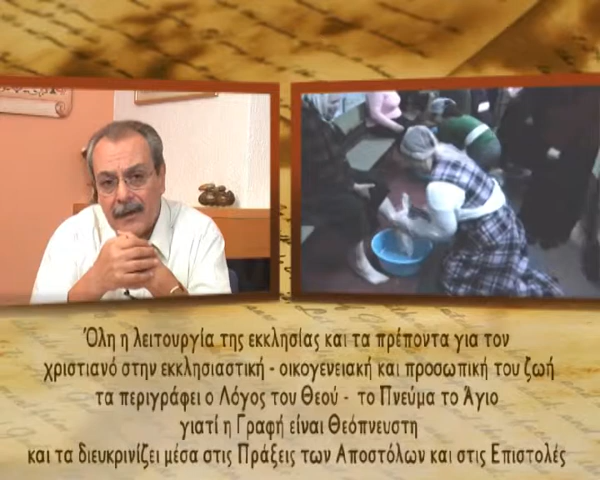 Όλη η λειτουργία της εκκλησίας και τα πρέποντα για τον
χριστιανό στην εκκλησιαστική - οικογενειακή και προσωπική του ζωή
τα περιγράφει ο Λόγος του Θεού - το Πνεύμα το Άγιο
γιατί η Γραφή είναι Θεόπνευστη
και τα διευκρινίζει μέσα στις Πράξεις των Αποστόλων και στις Επιστολές